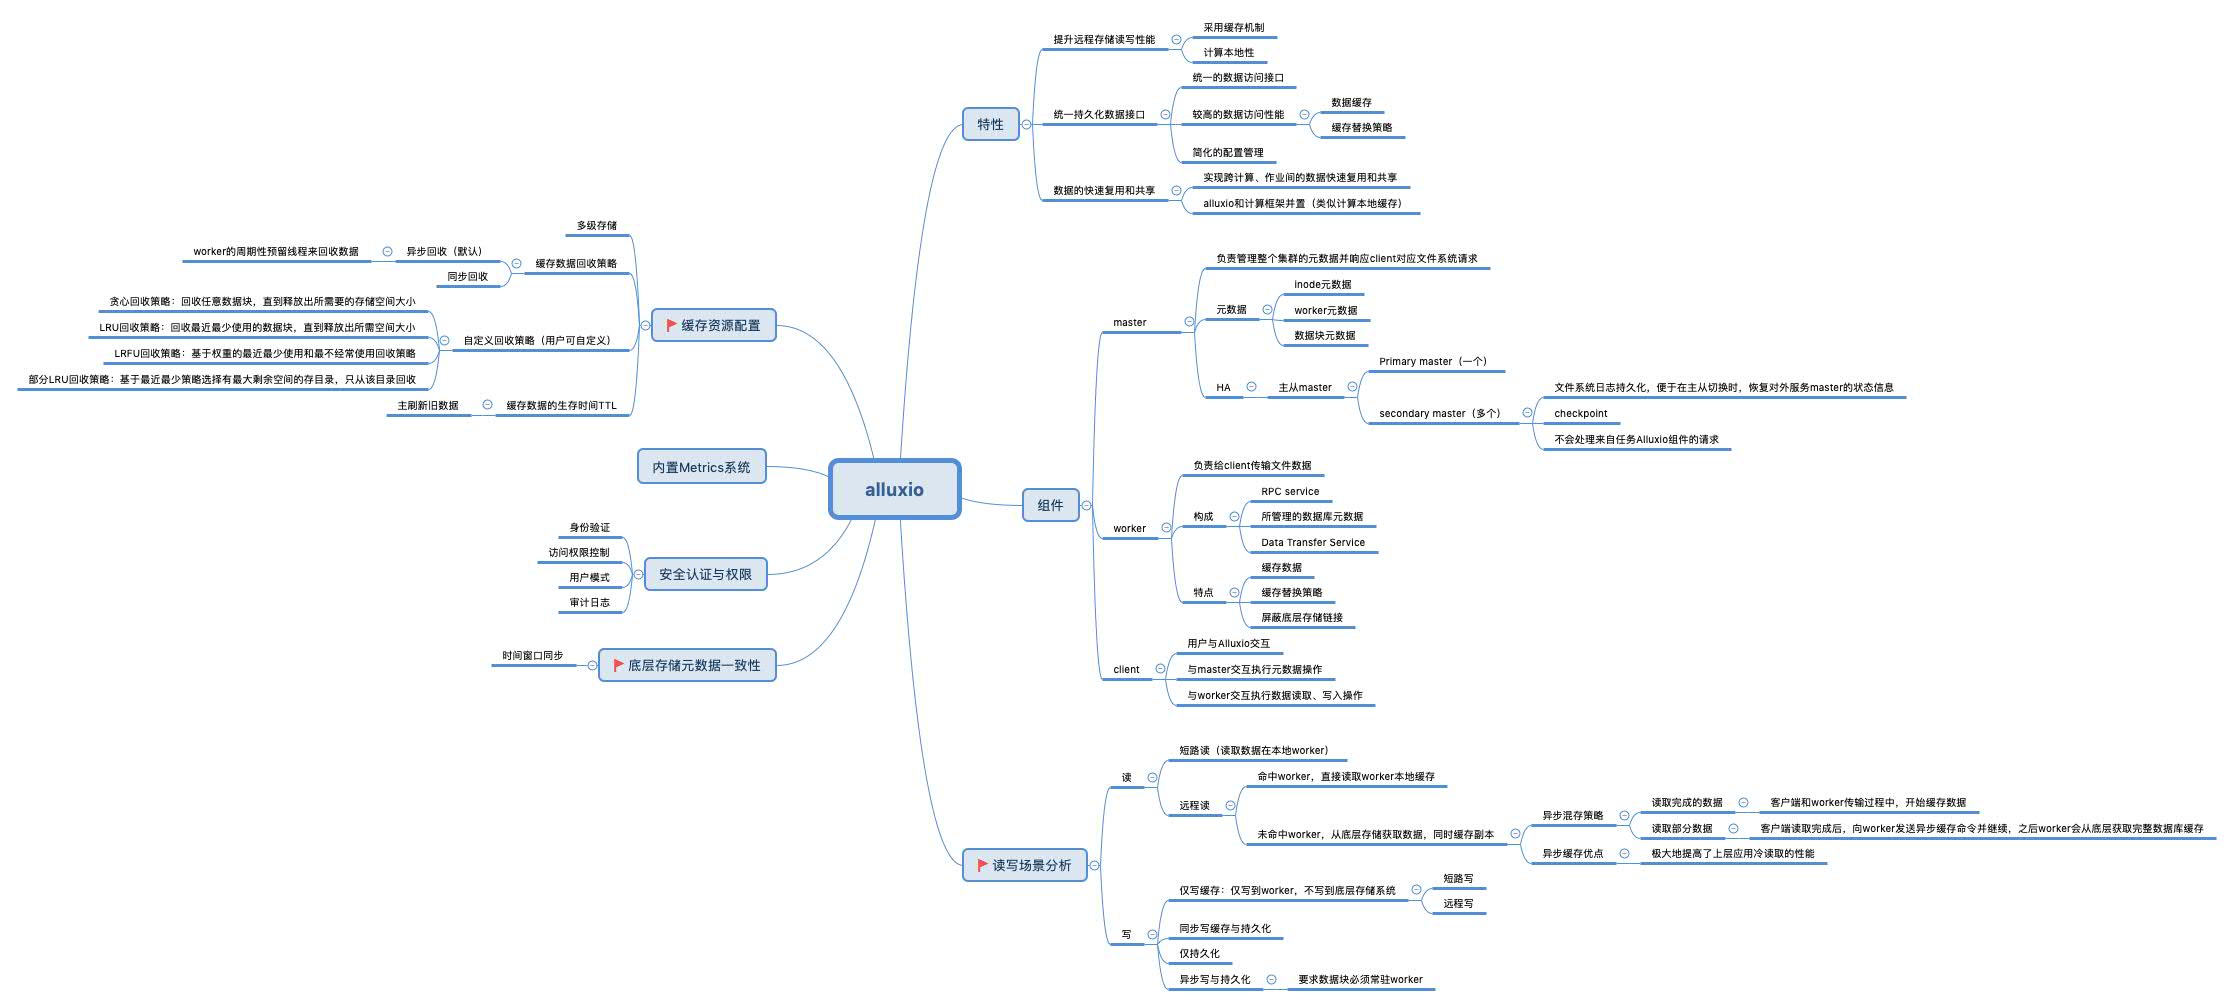 alluxio
特性
提升远程存储读写性能
采用缓存机制
计算本地性
统一持久化数据接口
统一的数据访问接口
较高的数据访问性能
数据缓存
缓存替换策略
简化的配置管理
数据的快速复用和共享
实现跨计算、作业间的数据快速复用和共享
alluxio和计算框架并置（类似计算本地缓存）
组件
master
负责管理整个集群的元数据并响应client对应文件系统请求
元数据
inode元数据
worker元数据
数据块元数据
HA
主从master
Primary master（一个）
secondary master（多个）
文件系统日志持久化，便于在主从切换时，恢复对外服务master的状态信息
checkpoint
不会处理来自任务Alluxio组件的请求
worker
负责给client传输文件数据
构成
RPC service
所管理的数据库元数据
Data Transfer Service
特点
缓存数据
缓存替换策略
屏蔽底层存储链接
client
用户与Alluxio交互
与master交互执行元数据操作
与worker交互执行数据读取、写入操作
读写场景分析
读
短路读（读取数据在本地worker）
远程读
命中worker，直接读取worker本地缓存
未命中worker，从底层存储获取数据，同时缓存副本
异步混存策略
读取完成的数据
客户端和worker传输过程中，开始缓存数据
读取部分数据
客户端读取完成后，向worker发送异步缓存命令并继续，之后worker会从底层获取完整数据库缓存
异步缓存优点
极大地提高了上层应用冷读取的性能
写
仅写缓存：仅写到worker，不写到底层存储系统
短路写
远程写
同步写缓存与持久化
仅持久化
异步写与持久化
要求数据块必须常驻worker
缓存资源配置
多级存储
缓存数据回收策略
异步回收（默认）
worker的周期性预留线程来回收数据
同步回收
自定义回收策略（用户可自定义）
贪心回收策略：回收任意数据块，直到释放出所需要的存储空间大小
LRU回收策略：回收最近最少使用的数据块，直到释放出所需空间大小
LRFU回收策略：基于权重的最近最少使用和最不经常使用回收策略
部分LRU回收策略：基于最近最少策略选择有最大剩余空间的存目录，只从该目录回收
缓存数据的生存时间TTL
主刷新旧数据
内置Metrics系统
安全认证与权限
身份验证
访问权限控制
用户模式
审计日志
底层存储元数据一致性
时间窗口同步